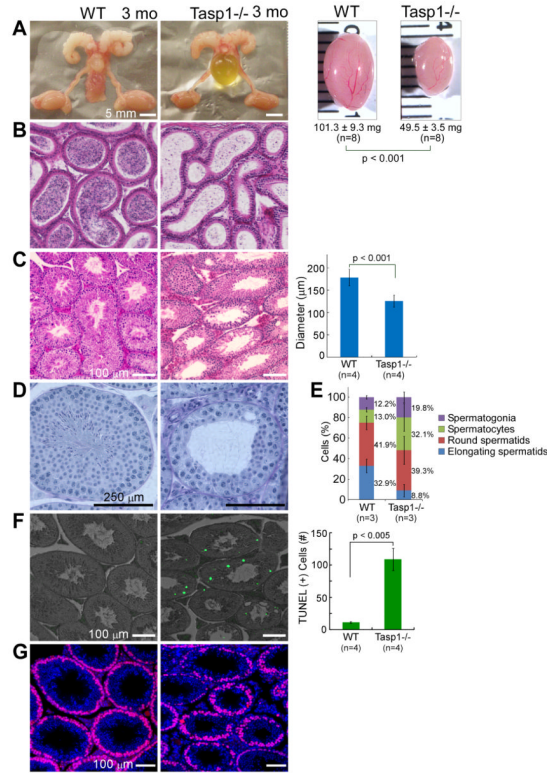 WT 3 mo Tasp1-/- 3 mo WT Tasp1-/-
A
5 mm
101.3 ± 9.3 mg 49.5 ± 3.5 mg
(n=8) (n=8)
p < 0.001
B
C
100 µm
p < 0.001
Diameter (µm)
200
150
100
50
0
WT Tasp1-/-
(n=4) (n=4)
D
250 µm
E
Cells (%)
100
80
60
40
20
0
12.2% 19.8%
13.0% 32.1%
41.9% 39.3%
32.9% 8.8%
WT Tasp1-/-
(n=3) (n=3)
Spermatogonia
Spermatocytes
Round spermatids
Elongating spermatids
F
100 µm
p < 0.005
TUNEL (+) Cells (#)
150
100
50
0
WT Tasp1-/-
(n=4) (n=4)
G
100 µm